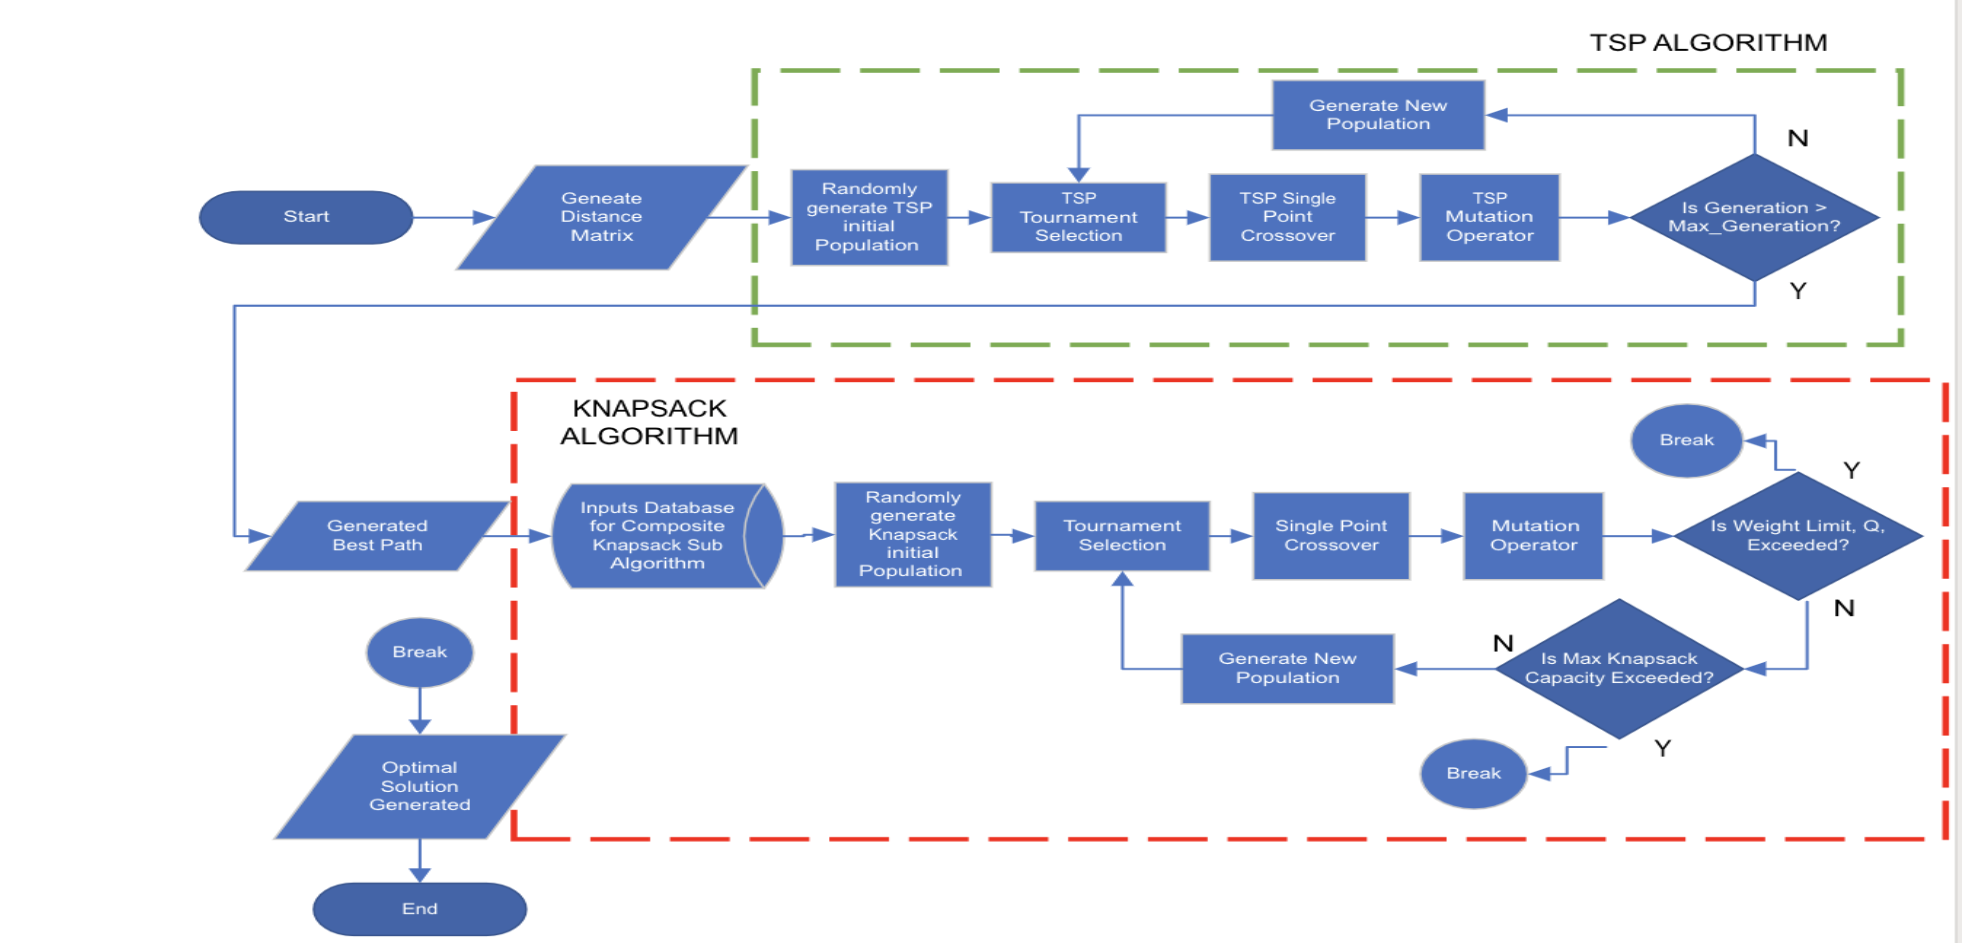 TSP ALGORITHM
Generate New
Population
N
Start
Geneate
Distance
Matrix
Randomly
generate TSP
initial
Population
TSP
Tournament
Selection
TSP Single
Point
Crossover
TSP
Mutation
Operator
Is Generation >
Max_Generation?
Y
KNAPSACK
ALGORITHM
Break
Y
Generated
Best Path
Inputs Database
for Composite
Knapsack Sub
Algorithm
Randomly
generate
Knapsack
initial
Population
Tournament
Selection
Single Point
Crossover
Mutation
Operator
Is Weight Limit, Q,
Exceeded?
N
Is Max Knapsack
Capacity Exceeded?
N
Generate New
Population
Y
Break
Break
Optimal
Solution
Generated
End